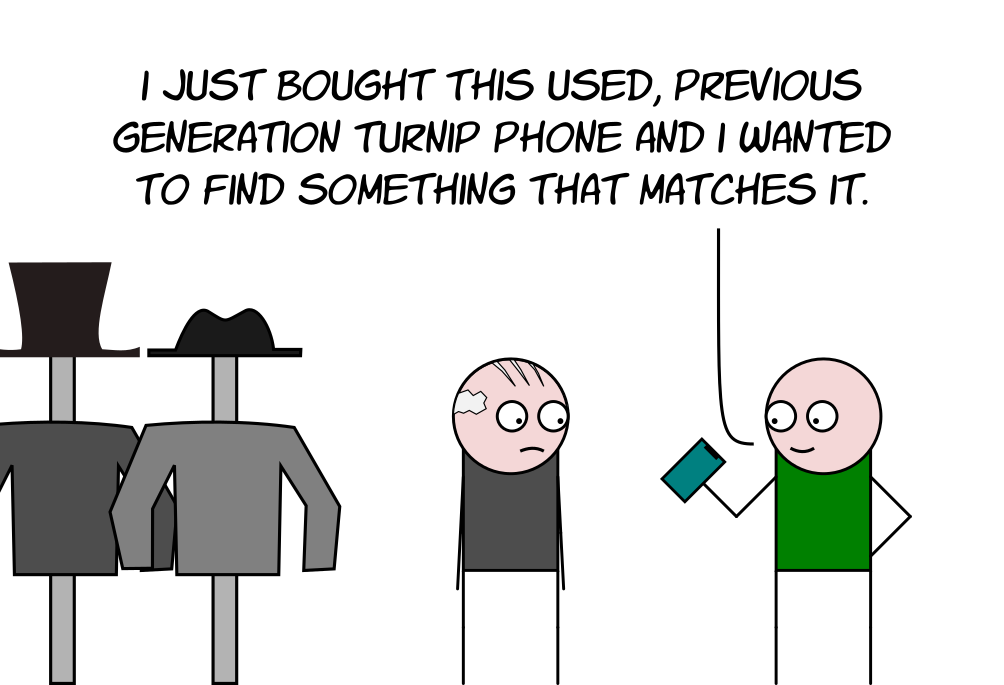 I JUST BOUGHT THIS USED, PREVIOUS
GENERATION TURNIP PHONE AND I WANTED
TO FIND SOMETHING THAT MATCHES IT.